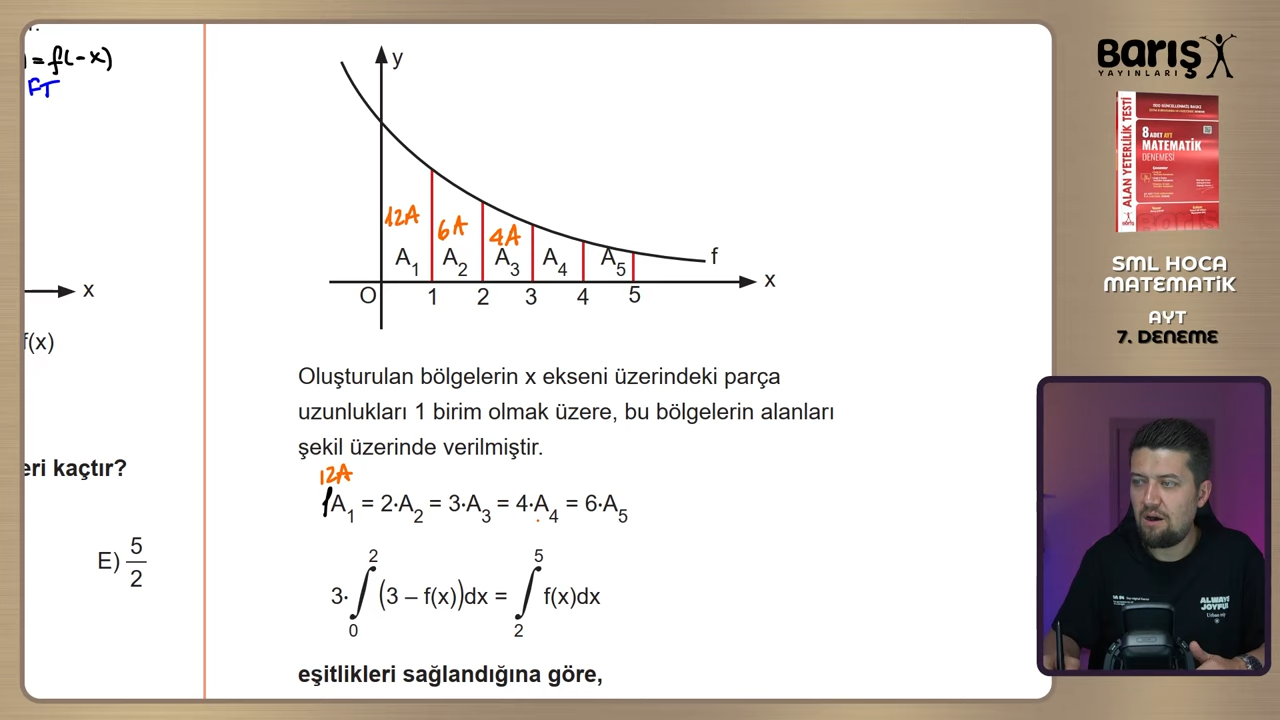 = f(-x)
FT
x
f(x)
eri kaçtır?
E) 5/2
y
12A
6A
4A
A1 A2 A3 A4 A5
f
x
O 1 2 3 4 5
Oluşturulan bölgelerin x ekseni üzerindeki parça
uzunlukları 1 birim olmak üzere, bu bölgelerin alanları
şekil üzerinde verilmiştir.
12A
1A1 = 2·A2 = 3·A3 = 4·A4 = 6·A5
3·∫₀² (3 – f(x))dx = ∫₂⁵ f(x)dx
eşitlikleri sağlandığına göre,
BARIŞ
YAYINLARI
ALAN YETERLİLİK TESTİ
8 ADET AYT
MATEMATİK
DENEMESİ
SML HOCA
MATEMATİK
AYT
7. DENEME
ALWAYS
JOYFUL